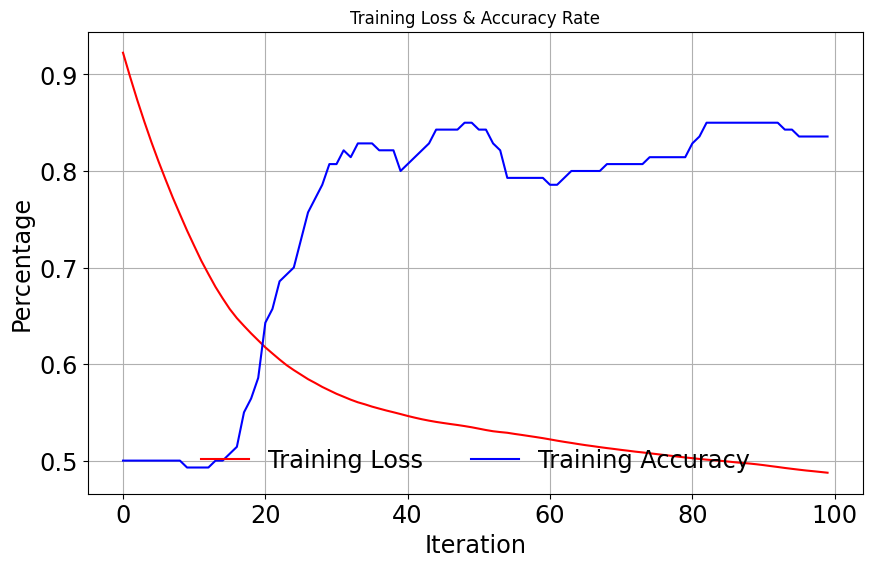 Training Loss & Accuracy Rate
0.9
0.8
0.7
0.6
0.5
Percentage
Training Loss Training Accuracy
0 20 40 60 80 100
Iteration